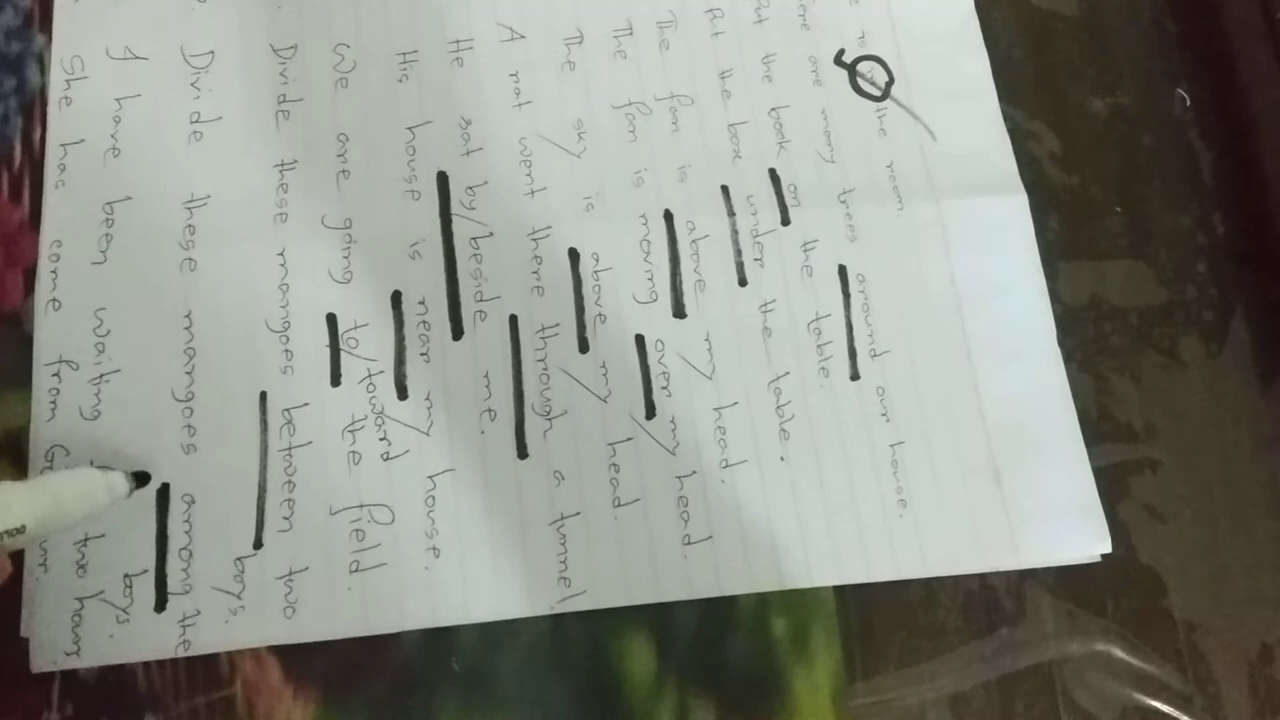 is in the room.
are many trees around our house.
the book on the table.
Put the box under the table.
The fan is above my head.
The fan is moving over my head.
The sky is above my head.
A rat went there through a tunnel.
He sat by/beside me.
His house is near my house.
We are going to/toward the field.
Divide these mangoes between two boys.
Divide these mangoes among the boys.
I have been waiting two hours
She has come from